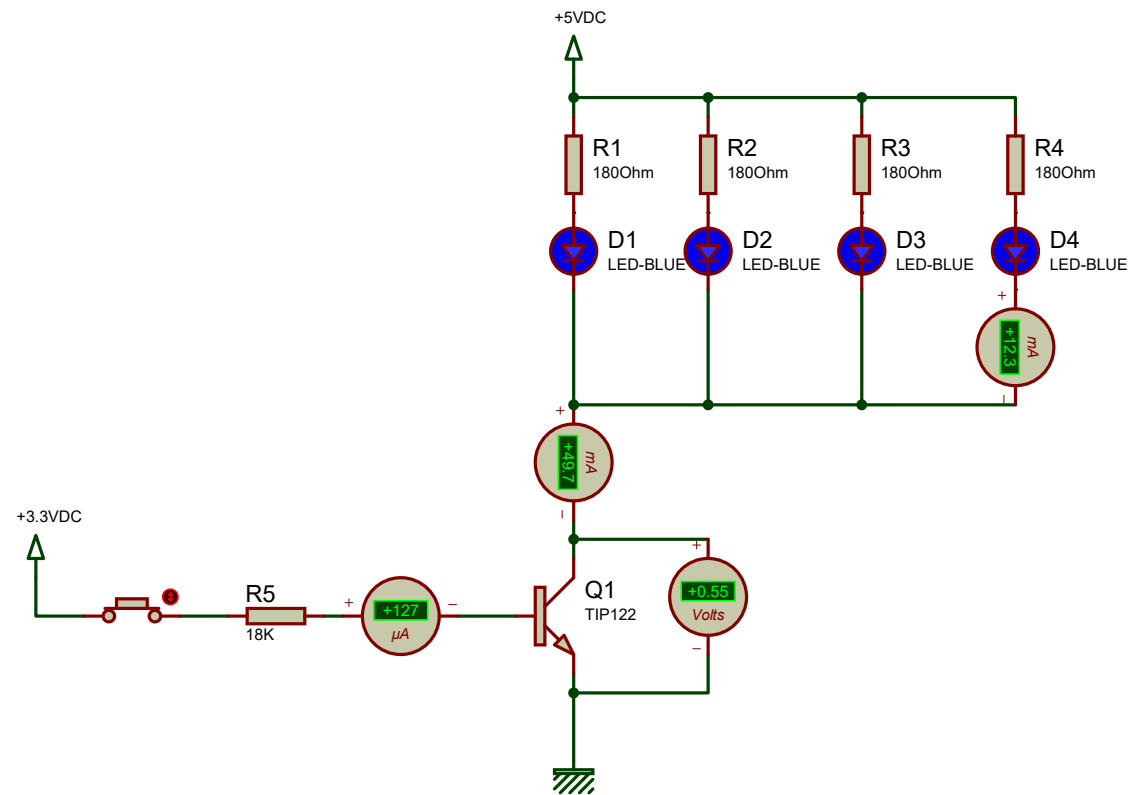 +5VDC
R1
180Ohm
R2
180Ohm
R3
180Ohm
R4
180Ohm
D1
LED-BLUE
D2
LED-BLUE
D3
LED-BLUE
D4
LED-BLUE
+
+12.3
mA
−
+
+49.7
mA
−
+3.3VDC
R5
18K
+
+127
µA
−
Q1
TIP122
+
+0.55
Volts
−